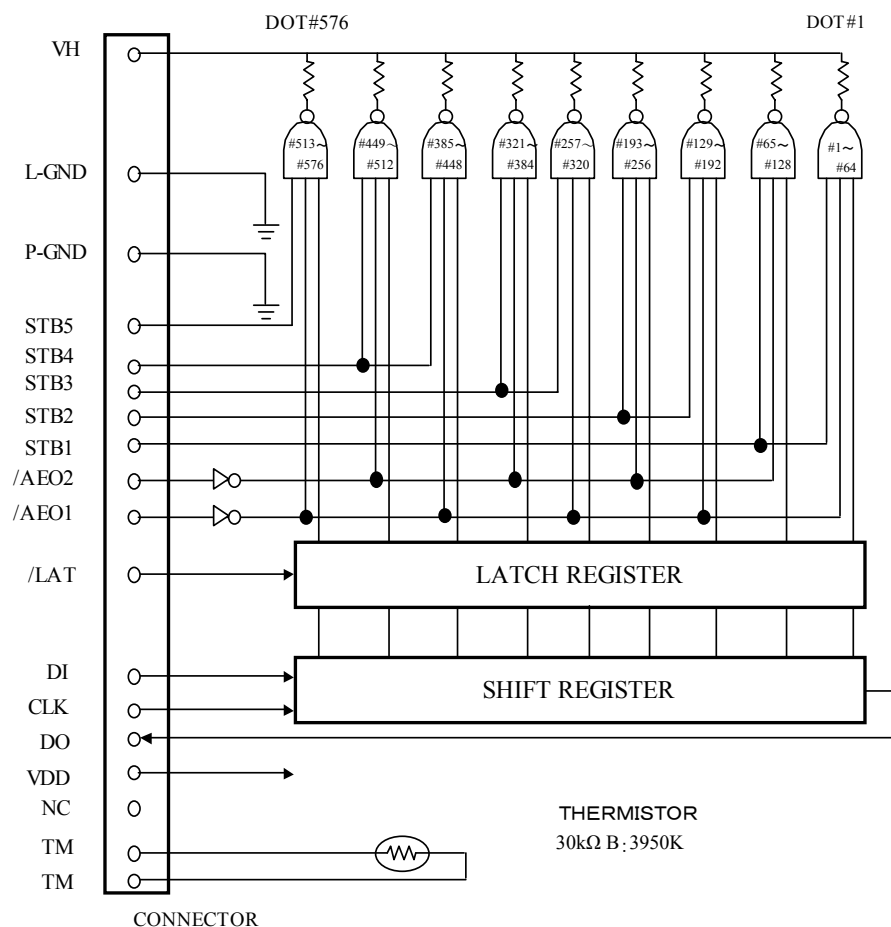 DOT#576
DOT#1
VH
#513~
#576
#449~
#512
#385~
#448
#321~
#384
#257~
#320
#193~
#256
#129~
#192
#65~
#128
#1~
#64
L-GND
P-GND
STB5
STB4
STB3
STB2
STB1
/AEO2
/AEO1
/LAT
LATCH REGISTER
DI
SHIFT REGISTER
CLK
DO
VDD
NC
THERMISTOR
30kΩ B:3950K
TM
TM
CONNECTOR